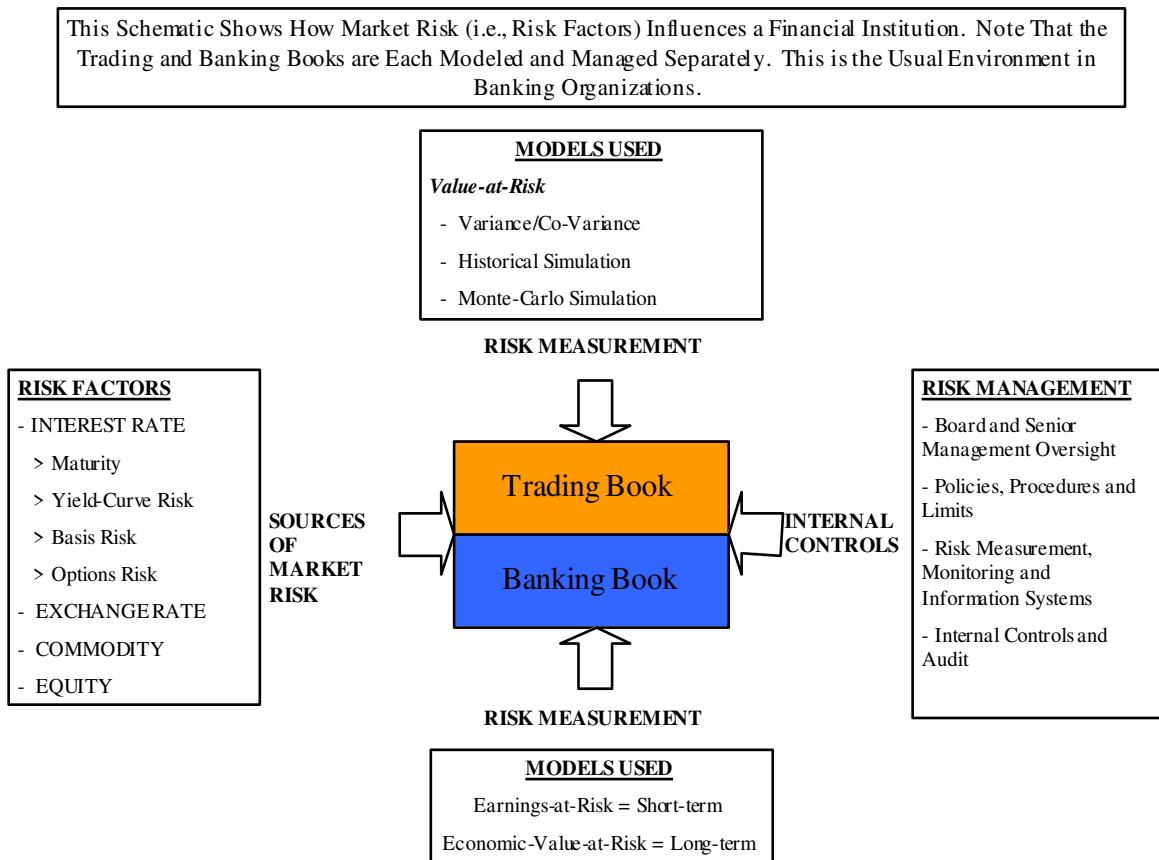 This Schematic Shows How Market Risk (i.e., Risk Factors) Influences a Financial Institution. Note That the
Trading and Banking Books are Each Modeled and Managed Separately. This is the Usual Environment in
Banking Organizations.
MODELS USED
Value-at-Risk
- Variance/Co-Variance
- Historical Simulation
- Monte-Carlo Simulation
RISK MEASUREMENT
RISK FACTORS
- INTEREST RATE
> Maturity
> Yield-Curve Risk
> Basis Risk
> Options Risk
- EXCHANGE RATE
- COMMODITY
- EQUITY
SOURCES
OF
MARKET
RISK
Trading Book
Banking Book
INTERNAL
CONTROLS
RISK MANAGEMENT
- Board and Senior
Management Oversight
- Policies, Procedures and
Limits
- Risk Measurement,
Monitoring and
Information Systems
- Internal Controls and
Audit
RISK MEASUREMENT
MODELS USED
Earnings-at-Risk = Short-term
Economic-Value-at-Risk = Long-term